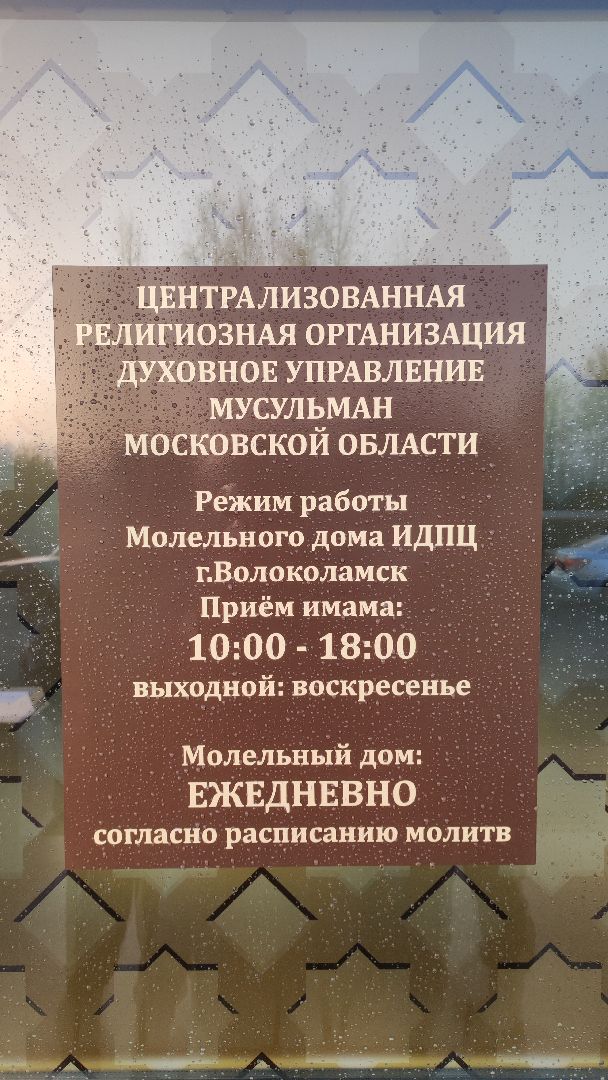 ЦЕНТРАЛИЗОВАННАЯ
РЕЛИГИОЗНАЯ ОРГАНИЗАЦИЯ
ДУХОВНОЕ УПРАВЛЕНИЕ
МУСУЛЬМАН
МОСКОВСКОЙ ОБЛАСТИ
Режим работы
Молельного дома ИДПЦ
г.Волоколамск
Приём имама:
10:00 - 18:00
выходной: воскресенье
Молельный дом:
ЕЖЕДНЕВНО
согласно расписанию молитв